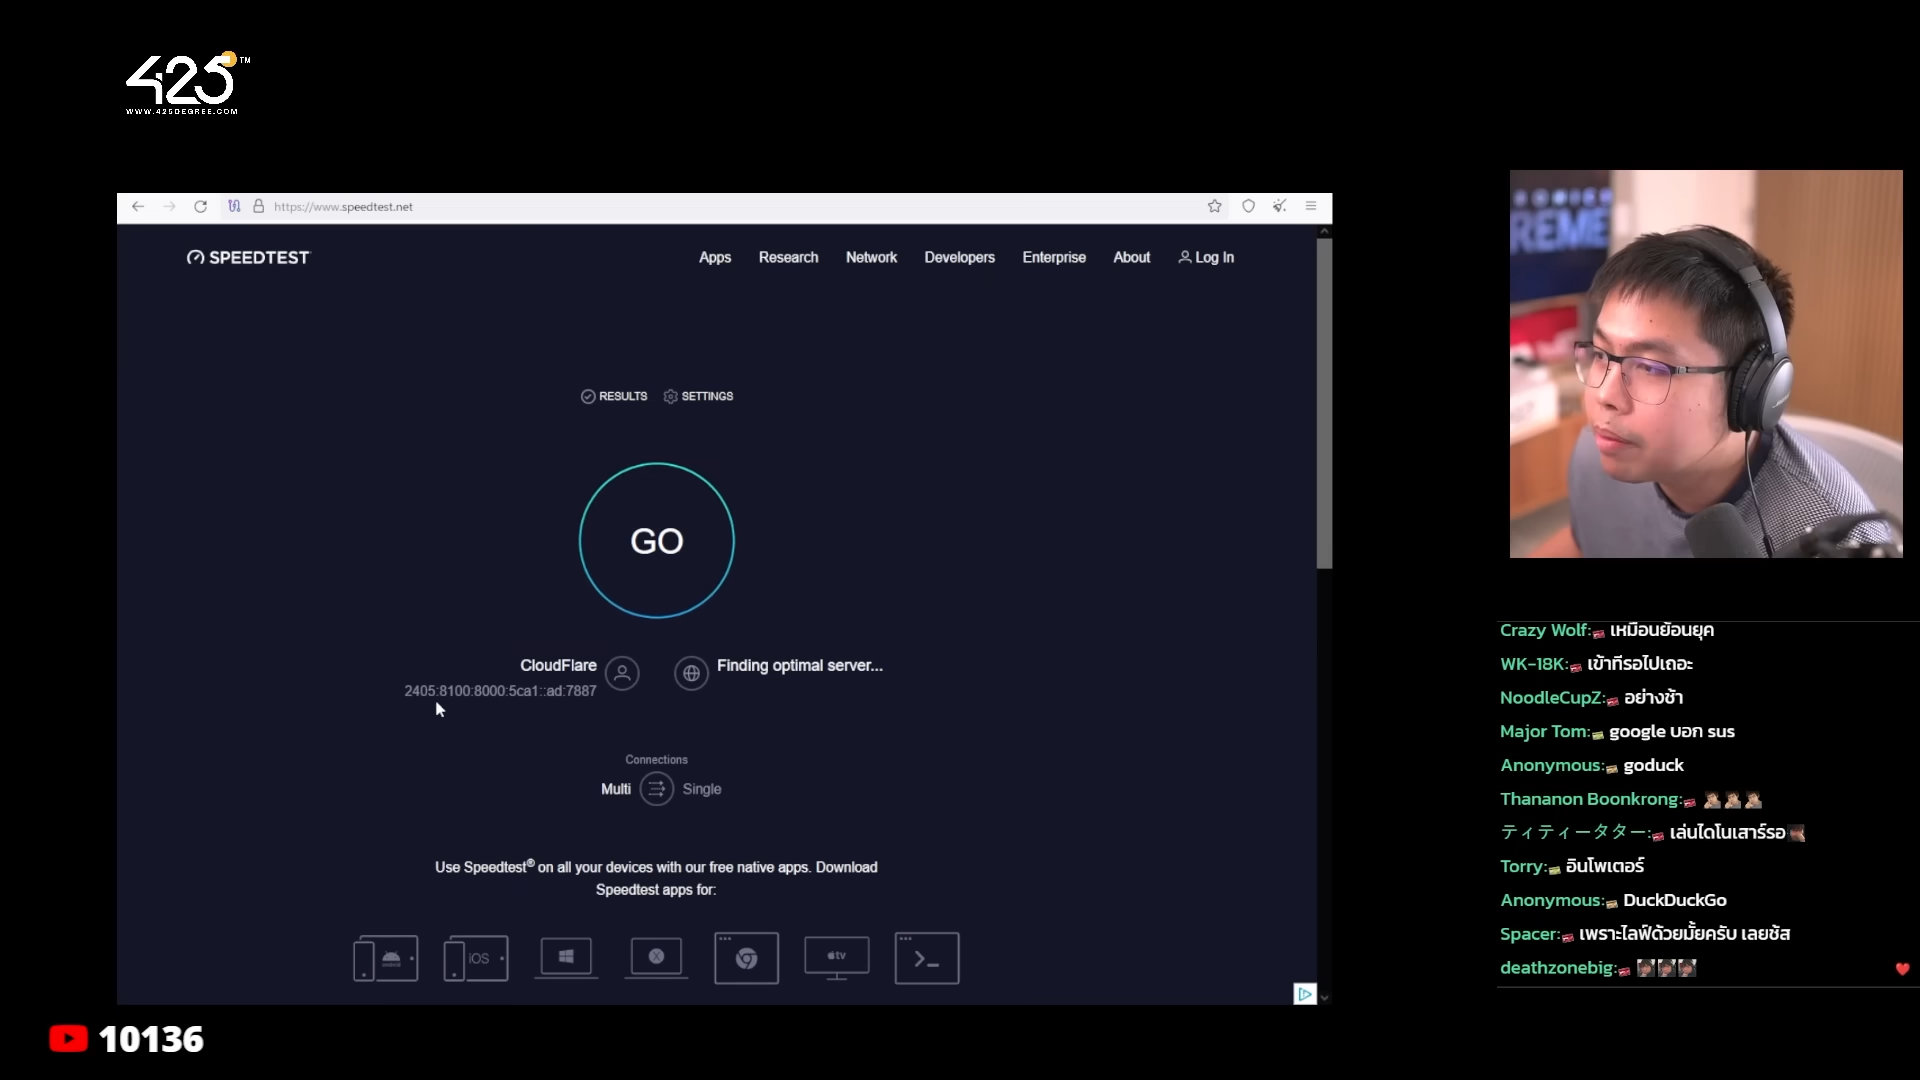 425 TM
WWW.425DEGREE.COM
https://www.speedtest.net
SPEEDTEST
Apps Research Network Developers Enterprise About Log In
RESULTS SETTINGS
GO
CloudFlare
2405:8100:8000:5ca1::ad:7887
Finding optimal server...
Connections
Multi Single
Use Speedtest® on all your devices with our free native apps. Download
Speedtest apps for:
android
iOS
tv
REME
Crazy Wolf: เหมือนย้อนยุค
WK-18K: เข้าทีรอไปเถอะ
NoodleCupZ: อย่างช้า
Major Tom: google บอก sus
Anonymous: goduck
Thananon Boonkrong:
ティティータター: เล่นไดโนเสาร์รอ
Torry: อินโพเตอร์
Anonymous: DuckDuckGo
Spacer: เพราะไลฟ์ด้วยมั้ยครับ เลยซัส
deathzonebig:
10136